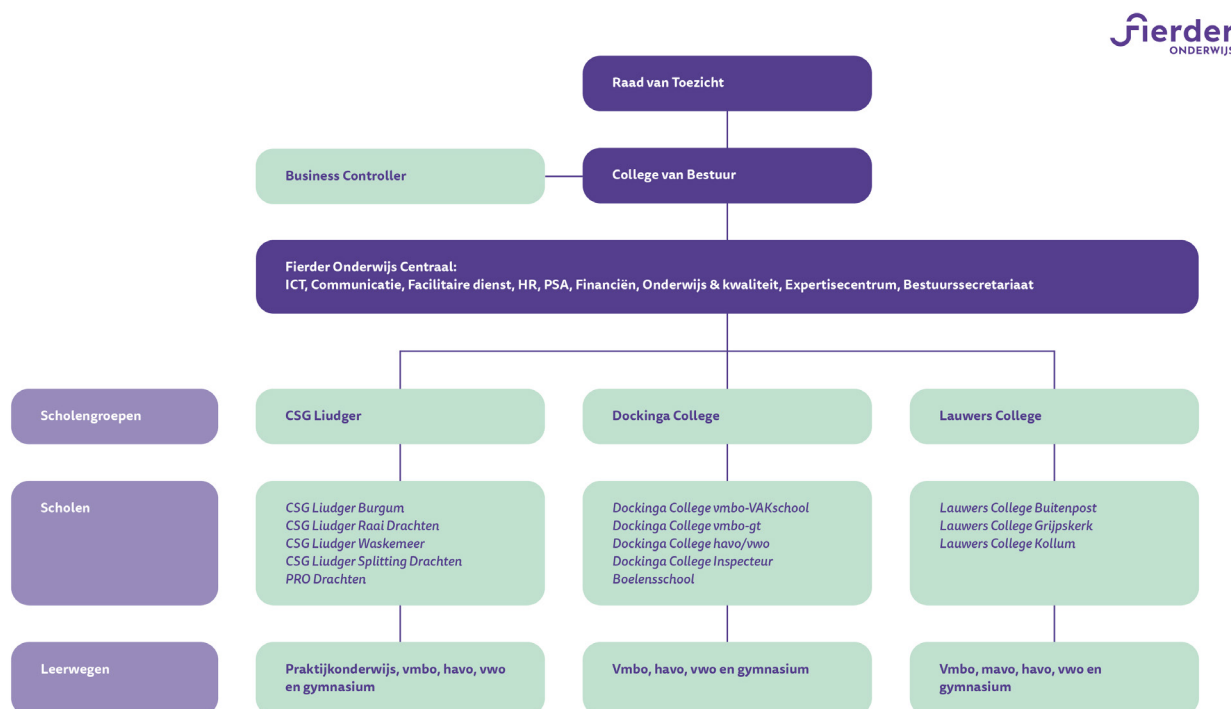 Fierder
ONDERWIJS
Raad van Toezicht
Business Controller
College van Bestuur
Fierder Onderwijs Centraal:
ICT, Communicatie, Facilitaire dienst, HR, PSA, Financiën, Onderwijs & kwaliteit, Expertisecentrum, Bestuurssecretariaat
Scholengroepen
CSG Liudger
Dockinga College
Lauwers College
Scholen
CSG Liudger Burgum
CSG Liudger Raai Drachten
CSG Liudger Waskemeer
CSG Liudger Splitting Drachten
PRO Drachten
Dockinga College vmbo-VAKschool
Dockinga College vmbo-gt
Dockinga College havo/vwo
Dockinga College Inspecteur
Boelensschool
Lauwers College Buitenpost
Lauwers College Grijpskerk
Lauwers College Kollum
Leerwegen
Praktijkonderwijs, vmbo, havo, vwo
en gymnasium
Vmbo, havo, vwo en gymnasium
Vmbo, mavo, havo, vwo en
gymnasium